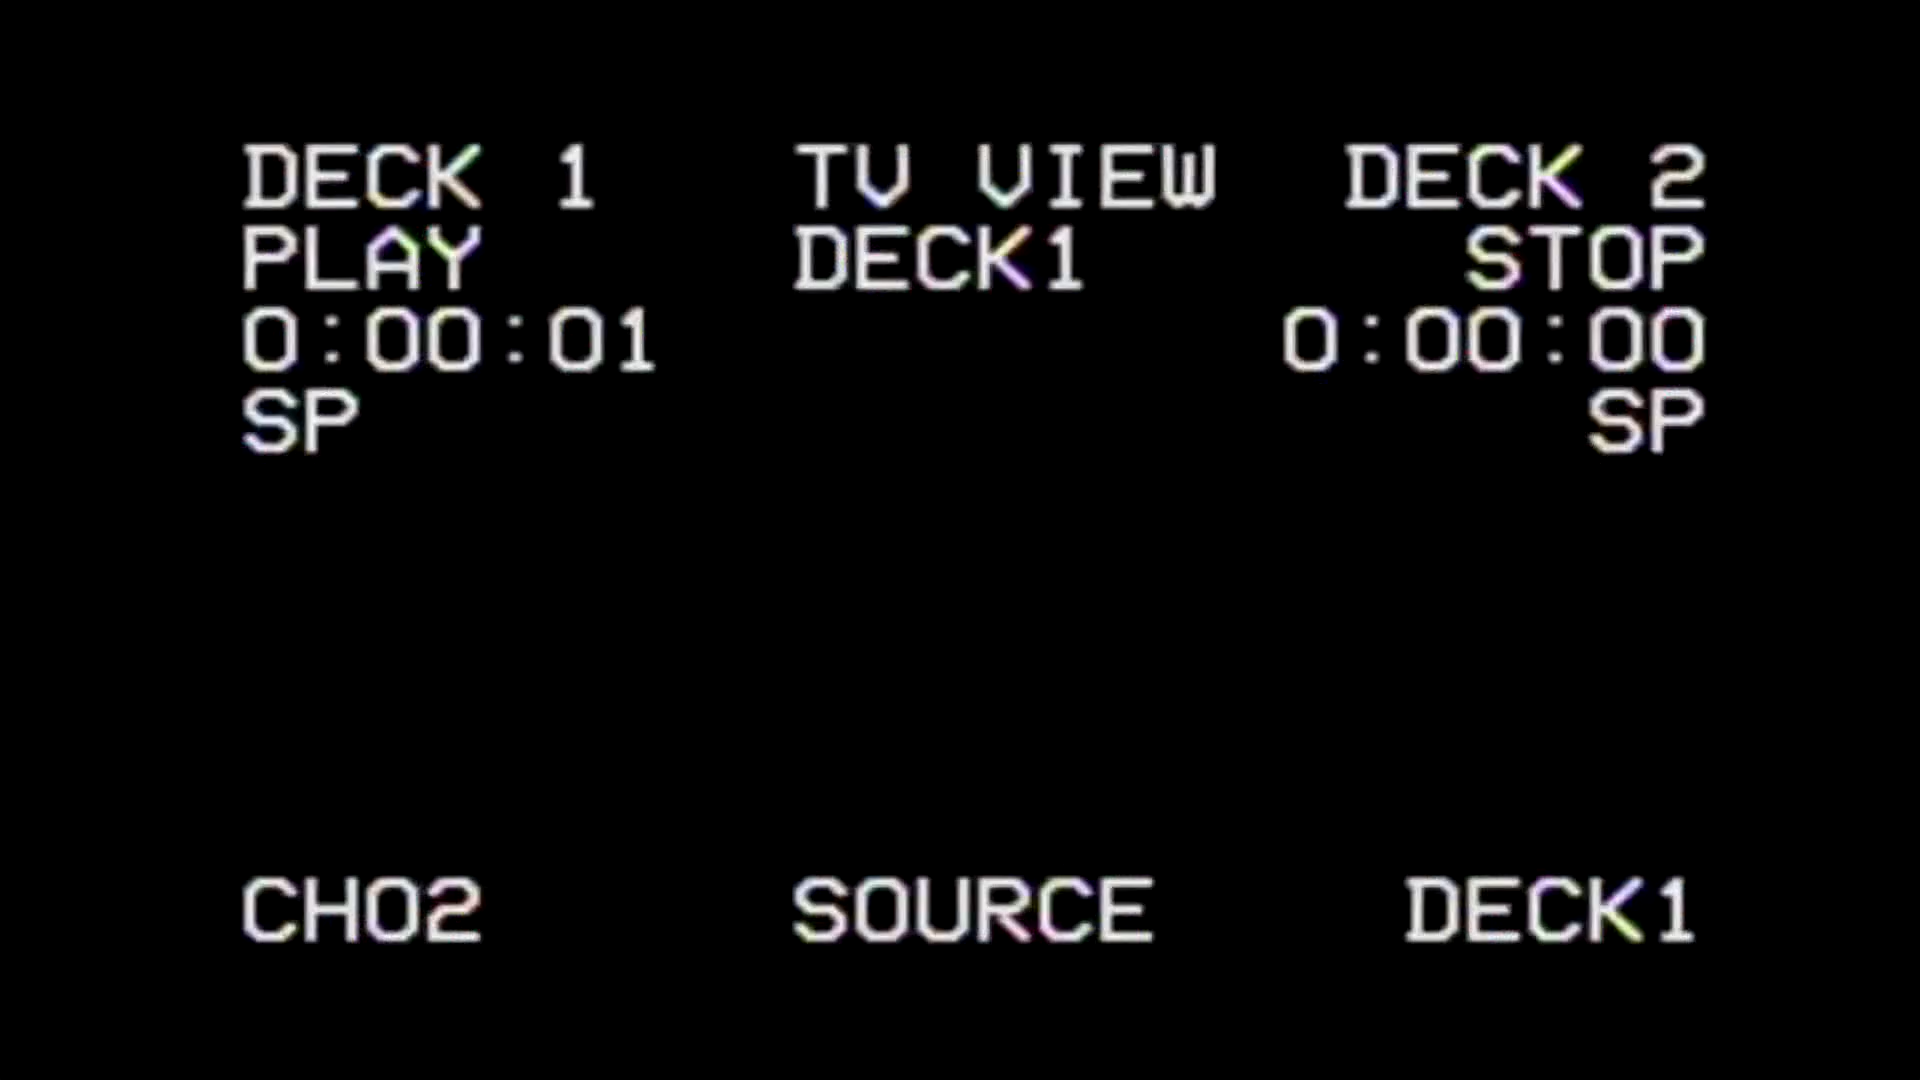 DECK 1 TV VIEW DECK 2
PLAY DECK1 STOP
0:00:01 0:00:00
SP SP
CH02 SOURCE DECK1